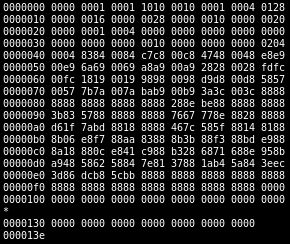 0000000 0000 0001 0001 1010 0010 0001 0004 0128
0000010 0000 0016 0000 0028 0000 0010 0000 0020
0000020 0000 0001 0004 0000 0000 0000 0000 0000
0000030 0000 0000 0000 0010 0000 0000 0000 0204
0000040 0004 8384 0084 c7c8 00c8 4748 0048 e8e9
0000050 00e9 6a69 0069 a8a9 00a9 2828 0028 fdfc
0000060 00fc 1819 0019 9898 0098 d9d8 00d8 5857
0000070 0057 7b7a 007a bab9 00b9 3a3c 003c 8888
0000080 8888 8888 8888 8888 288e be88 8888 8888
0000090 3b83 5788 8888 8888 7667 778e 8828 8888
00000a0 d61f 7abd 8818 8888 467c 585f 8814 8188
00000b0 8b06 e8f7 88aa 8388 8b3b 88f3 88bd e988
00000c0 8a18 880c e841 c988 b328 6871 688e 958b
00000d0 a948 5862 5884 7e81 3788 1ab4 5a84 3eec
00000e0 3d86 dcb8 5cbb 8888 8888 8888 8888 8888
00000f0 8888 8888 8888 8888 8888 8888 8888 0000
0000100 0000 0000 0000 0000 0000 0000 0000 0000
*
0000130 0000 0000 0000 0000 0000 0000 0000
000013e